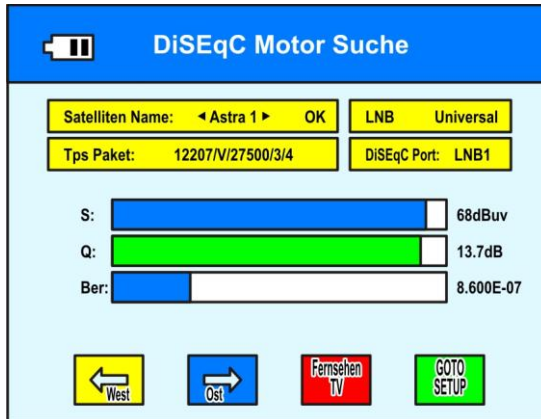 DiSEqC Motor Suche
Satelliten Name: ◄ Astra 1 ► OK
LNB Universal
Tps Paket: 12207/V/27500/3/4
DiSEqC Port: LNB1
S: 68dBuv
Q: 13.7dB
Ber: 8.600E-07
West
Ost
Fernsehen
TV
GOTO
SETUP